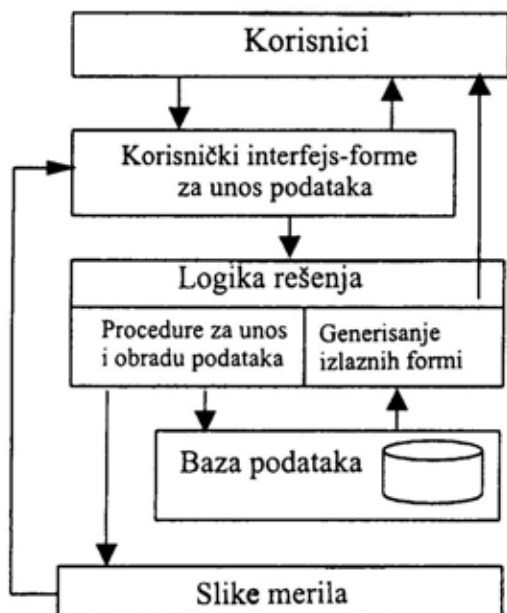 Korisnici
Korisnički interfejs-forme
za unos podataka
Logika rešenja
Procedure za unos
i obradu podataka
Generisanje
izlaznih formi
Baza podataka
Slike merila